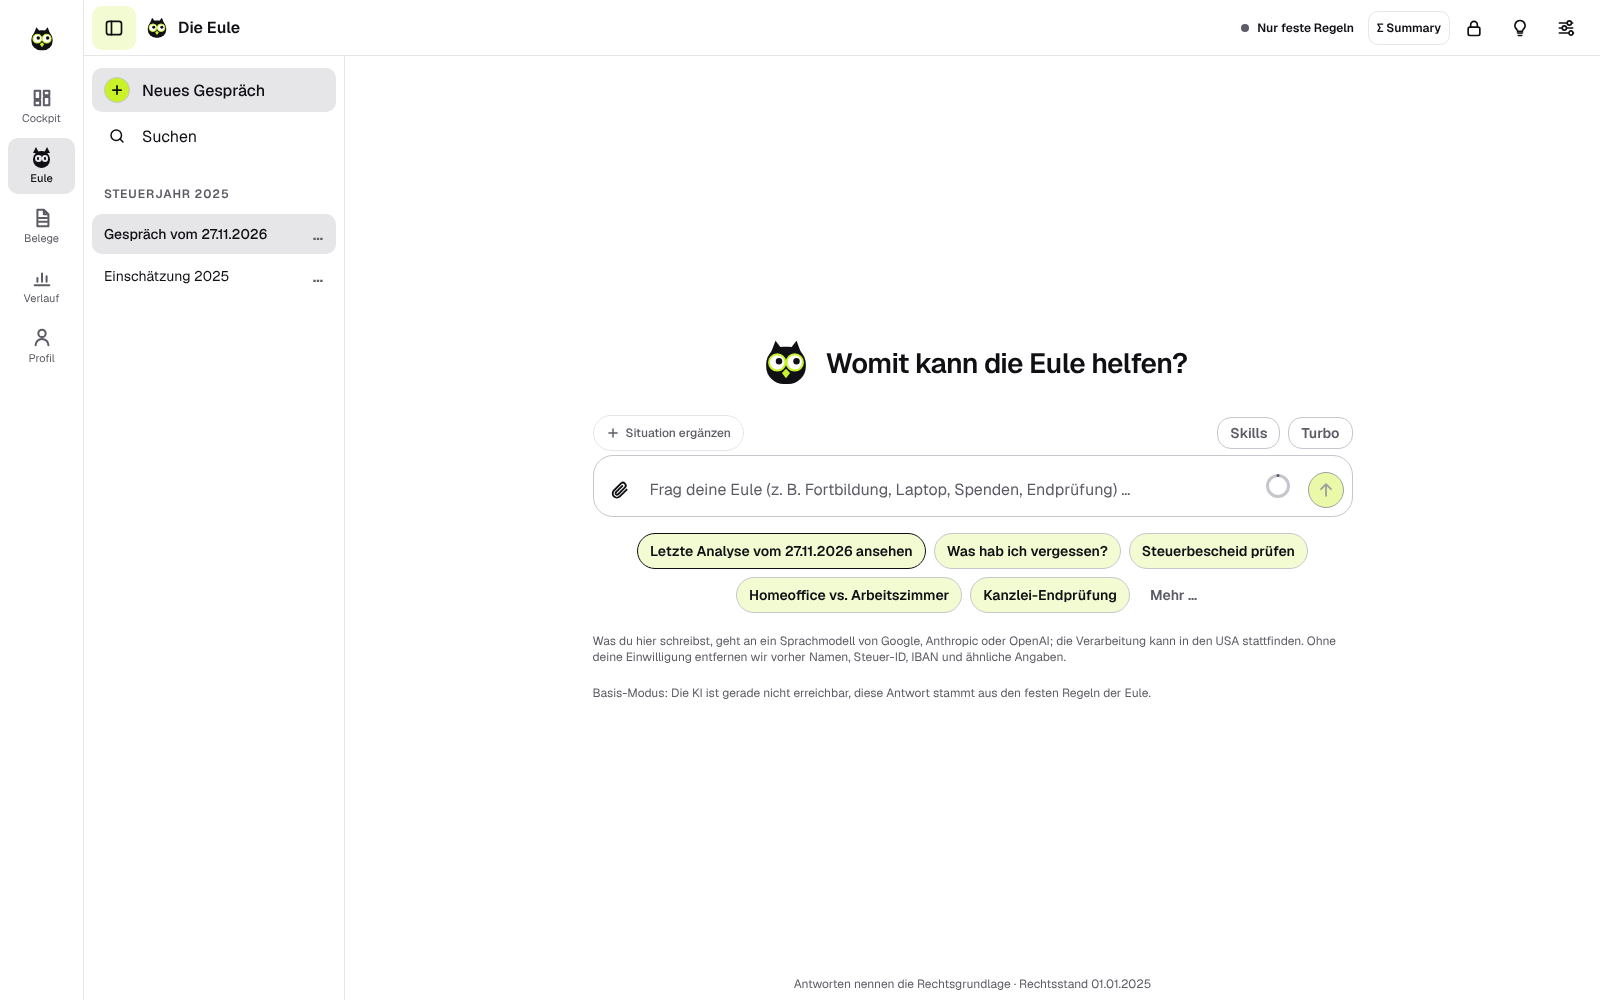 Die Eule
Nur feste Regeln
Σ Summary
Cockpit
Eule
Belege
Verlauf
Profil
Neues Gespräch
Suchen
STEUERJAHR 2025
Gespräch vom 27.11.2026 ...
Einschätzung 2025 ...
Womit kann die Eule helfen?
+ Situation ergänzen
Skills
Turbo
Frag deine Eule (z. B. Fortbildung, Laptop, Spenden, Endprüfung) ...
Letzte Analyse vom 27.11.2026 ansehen
Was hab ich vergessen?
Steuerbescheid prüfen
Homeoffice vs. Arbeitszimmer
Kanzlei-Endprüfung
Mehr ...
Was du hier schreibst, geht an ein Sprachmodell von Google, Anthropic oder OpenAI; die Verarbeitung kann in den USA stattfinden. Ohne
deine Einwilligung entfernen wir vorher Namen, Steuer-ID, IBAN und ähnliche Angaben.
Basis-Modus: Die KI ist gerade nicht erreichbar, diese Antwort stammt aus den festen Regeln der Eule.
Antworten nennen die Rechtsgrundlage · Rechtsstand 01.01.2025